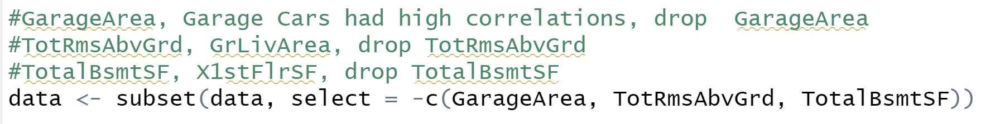 #GarageArea, Garage Cars had high correlations, drop  GarageArea
#TotRmsAbvGrd, GrLivArea, drop TotRmsAbvGrd
#TotalBsmtSF, X1stFlrSF, drop TotalBsmtSF
data <- subset(data, select = -c(GarageArea, TotRmsAbvGrd, TotalBsmtSF))